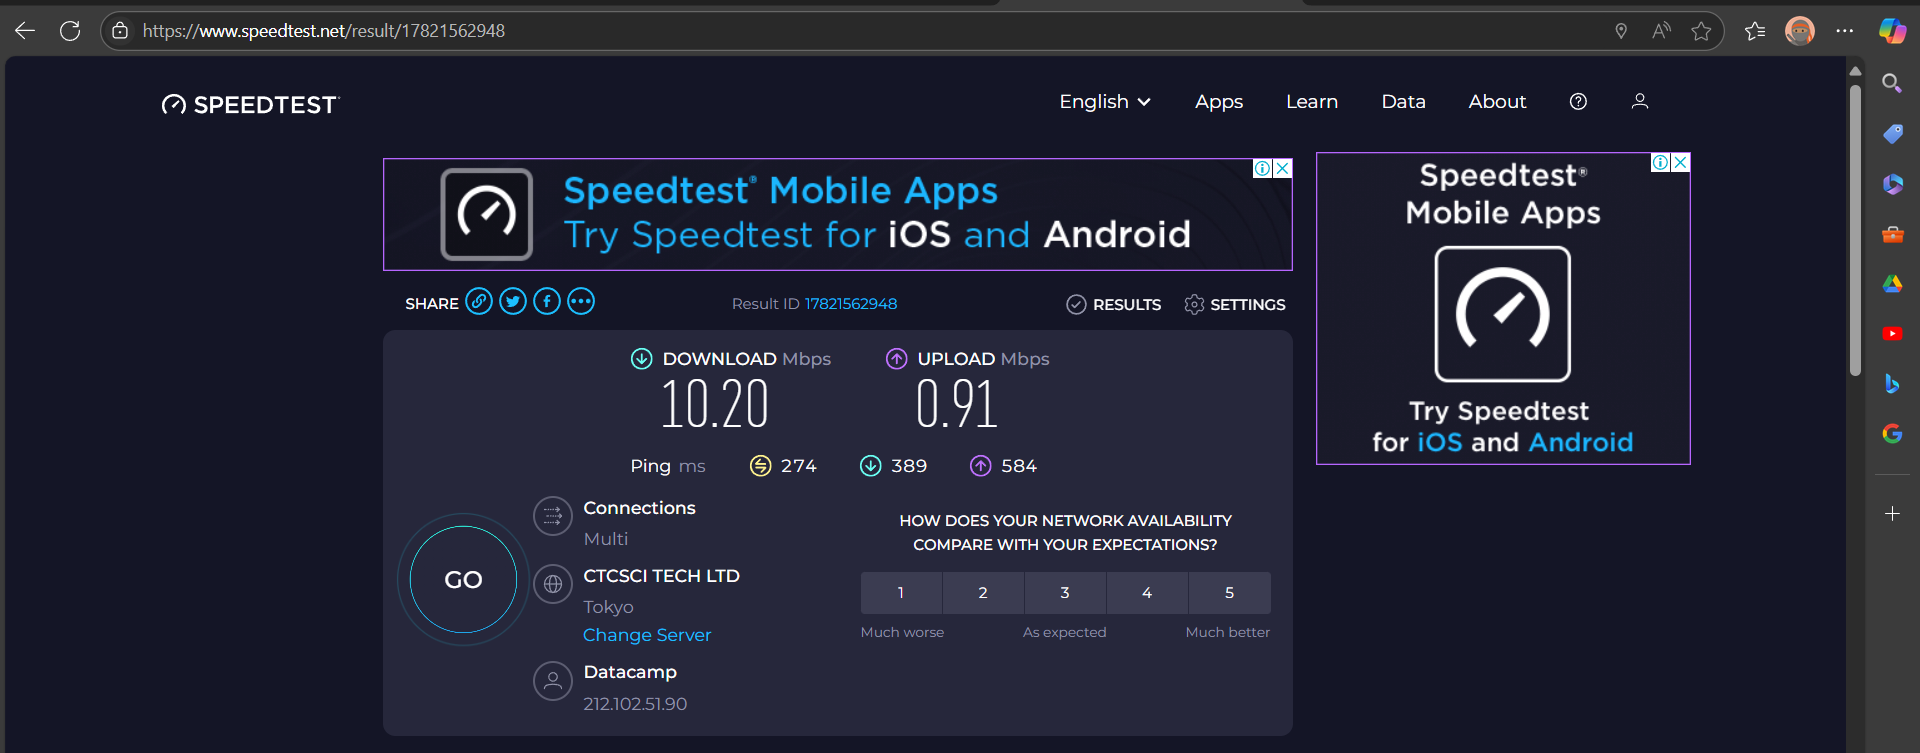 https://www.speedtest.net/result/17821562948
SPEEDTEST
English Apps Learn Data About
Speedtest® Mobile Apps
Try Speedtest for iOS and Android
Speedtest®
Mobile Apps
Try Speedtest
for iOS and Android
SHARE Result ID 17821562948 RESULTS SETTINGS
DOWNLOAD Mbps UPLOAD Mbps
10.20 0.91
Ping ms 274 389 584
GO
Connections
Multi
CTCSCI TECH LTD
Tokyo
Change Server
Datacamp
212.102.51.90
HOW DOES YOUR NETWORK AVAILABILITY
COMPARE WITH YOUR EXPECTATIONS?
1 2 3 4 5
Much worse As expected Much better